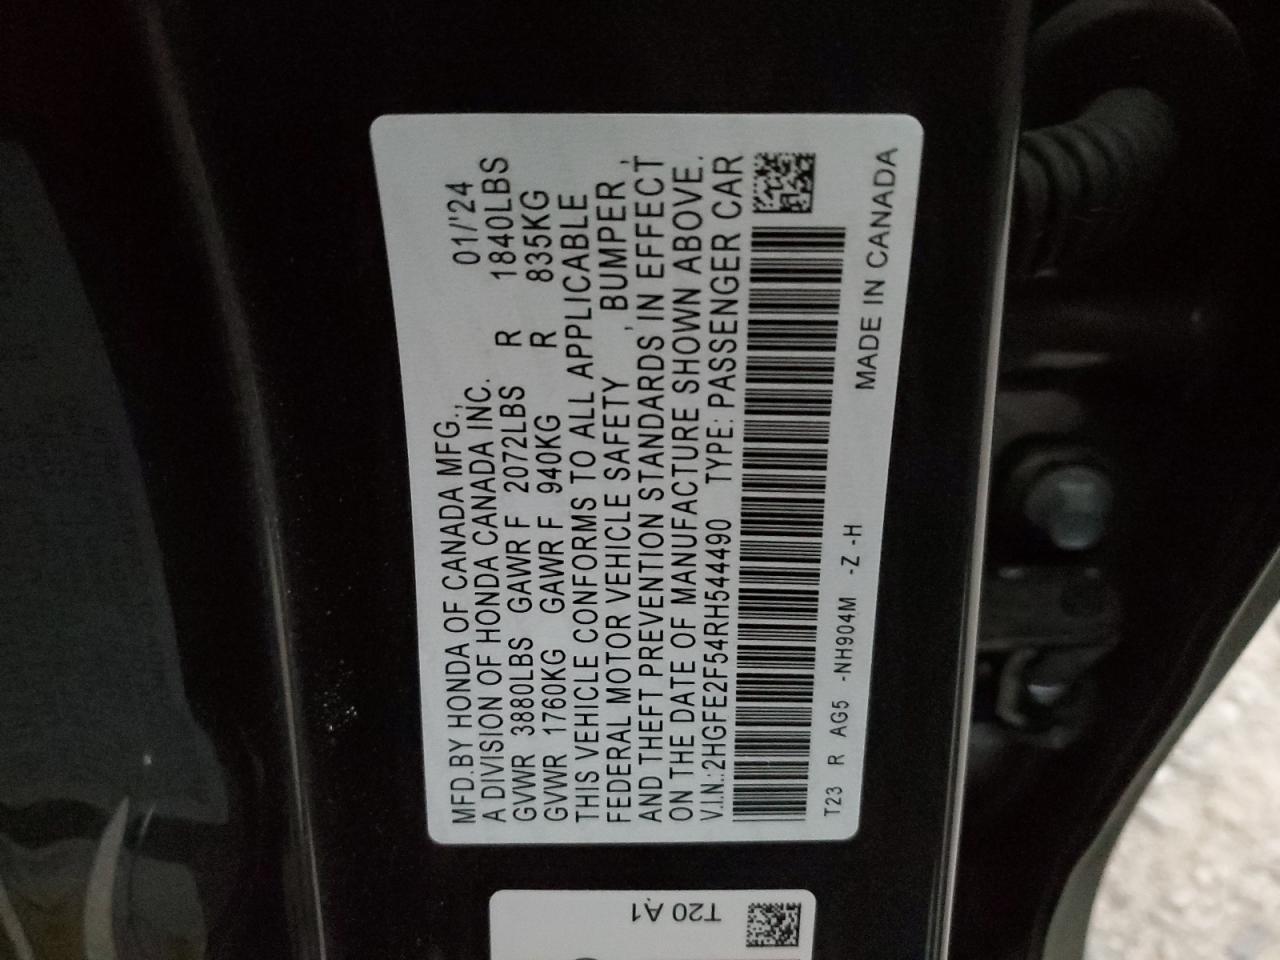 MFD.BY HONDA OF CANADA MFG., 01/'24
A DIVISION OF HONDA CANADA INC.
GVWR 3880LBS GAWR F 2072LBS R 1840LBS
GVWR 1760KG GAWR F 940KG R 835KG
THIS VEHICLE CONFORMS TO ALL APPLICABLE
FEDERAL MOTOR VEHICLE SAFETY , BUMPER ,
AND THEFT PREVENTION STANDARDS IN EFFECT
ON THE DATE OF MANUFACTURE SHOWN ABOVE.
V.I.N.:2HGFE2F54RH544490 TYPE: PASSENGER CAR
T23 R AG5 -NH904M -Z -H MADE IN CANADA
T20 A1